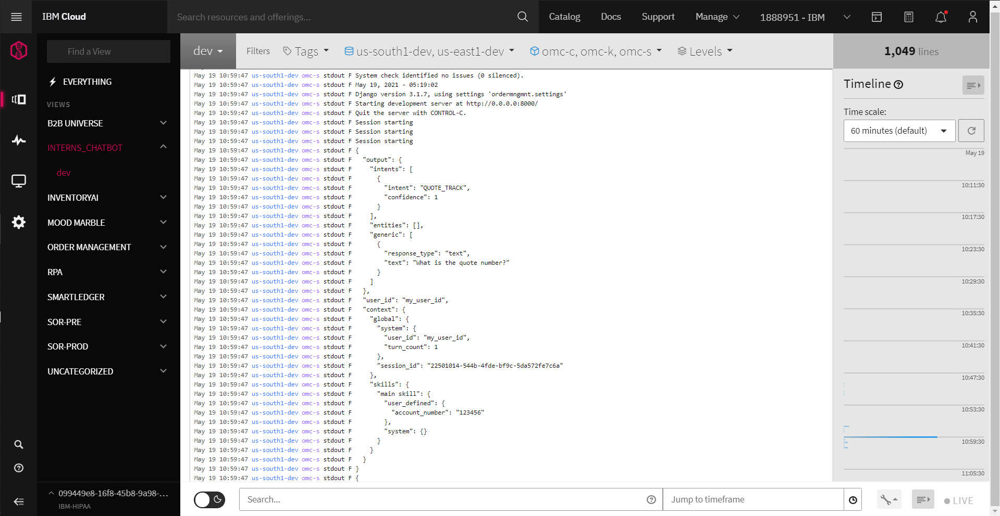 IBM Cloud
Search resources and offerings...
Catalog
Docs
Support
Manage
1888951 - IBM
Find a View
EVERYTHING
VIEWS
B2B UNIVERSE
INTERNS_CHATBOT
dev
INVENTORYAI
MOOD MARBLE
ORDER MANAGEMENT
RPA
SMARTLEDGER
SOR-PRE
SOR-PROD
UNCATEGORIZED
099449e8-16f8-45b8-9a98-...
IBM-HIPAA
dev
Filters
Tags
us-south1-dev, us-east1-dev
omc-c, omc-k, omc-s
Levels
May 19 10:59:47 us-south1-dev omc-s stdout F System check identified no issues (0 silenced).
May 19 10:59:47 us-south1-dev omc-s stdout F May 19, 2021 - 05:19:02
May 19 10:59:47 us-south1-dev omc-s stdout F Django version 3.1.7, using settings 'ordermngmnt.settings'
May 19 10:59:47 us-south1-dev omc-s stdout F Starting development server at http://0.0.0.0:8000/
May 19 10:59:47 us-south1-dev omc-s stdout F Quit the server with CONTROL-C.
May 19 10:59:47 us-south1-dev omc-s stdout F Session starting
May 19 10:59:47 us-south1-dev omc-s stdout F Session starting
May 19 10:59:47 us-south1-dev omc-s stdout F Session starting
May 19 10:59:47 us-south1-dev omc-s stdout F {
May 19 10:59:47 us-south1-dev omc-s stdout F   "output": {
May 19 10:59:47 us-south1-dev omc-s stdout F     "intents": [
May 19 10:59:47 us-south1-dev omc-s stdout F       {
May 19 10:59:47 us-south1-dev omc-s stdout F         "intent": "QUOTE_TRACK",
May 19 10:59:47 us-south1-dev omc-s stdout F         "confidence": 1
May 19 10:59:47 us-south1-dev omc-s stdout F       }
May 19 10:59:47 us-south1-dev omc-s stdout F     ],
May 19 10:59:47 us-south1-dev omc-s stdout F     "entities": [],
May 19 10:59:47 us-south1-dev omc-s stdout F     "generic": [
May 19 10:59:47 us-south1-dev omc-s stdout F       {
May 19 10:59:47 us-south1-dev omc-s stdout F         "response_type": "text",
May 19 10:59:47 us-south1-dev omc-s stdout F         "text": "What is the quote number?"
May 19 10:59:47 us-south1-dev omc-s stdout F       }
May 19 10:59:47 us-south1-dev omc-s stdout F     ]
May 19 10:59:47 us-south1-dev omc-s stdout F   },
May 19 10:59:47 us-south1-dev omc-s stdout F   "user_id": "my_user_id",
May 19 10:59:47 us-south1-dev omc-s stdout F   "context": {
May 19 10:59:47 us-south1-dev omc-s stdout F     "global": {
May 19 10:59:47 us-south1-dev omc-s stdout F       "system": {
May 19 10:59:47 us-south1-dev omc-s stdout F         "user_id": "my_user_id",
May 19 10:59:47 us-south1-dev omc-s stdout F         "turn_count": 1
May 19 10:59:47 us-south1-dev omc-s stdout F       },
May 19 10:59:47 us-south1-dev omc-s stdout F       "session_id": "22501014-544b-4fde-bf9c-5da572fe7c6a"
May 19 10:59:47 us-south1-dev omc-s stdout F     },
May 19 10:59:47 us-south1-dev omc-s stdout F     "skills": {
May 19 10:59:47 us-south1-dev omc-s stdout F       "main skill": {
May 19 10:59:47 us-south1-dev omc-s stdout F         "user_defined": {
May 19 10:59:47 us-south1-dev omc-s stdout F           "account_number": "123456"
May 19 10:59:47 us-south1-dev omc-s stdout F         },
May 19 10:59:47 us-south1-dev omc-s stdout F         "system": {}
May 19 10:59:47 us-south1-dev omc-s stdout F       }
May 19 10:59:47 us-south1-dev omc-s stdout F     }
May 19 10:59:47 us-south1-dev omc-s stdout F   }
May 19 10:59:47 us-south1-dev omc-s stdout F }
May 19 10:59:47 us-south1-dev omc-s stdout F {
Search...
Jump to timeframe
LIVE
1,049 lines
Timeline
Time scale:
60 minutes (default)
May 19
10:11:30
10:17:30
10:23:30
10:29:30
10:35:30
10:41:30
10:47:30
10:53:30
10:59:30
11:05:30